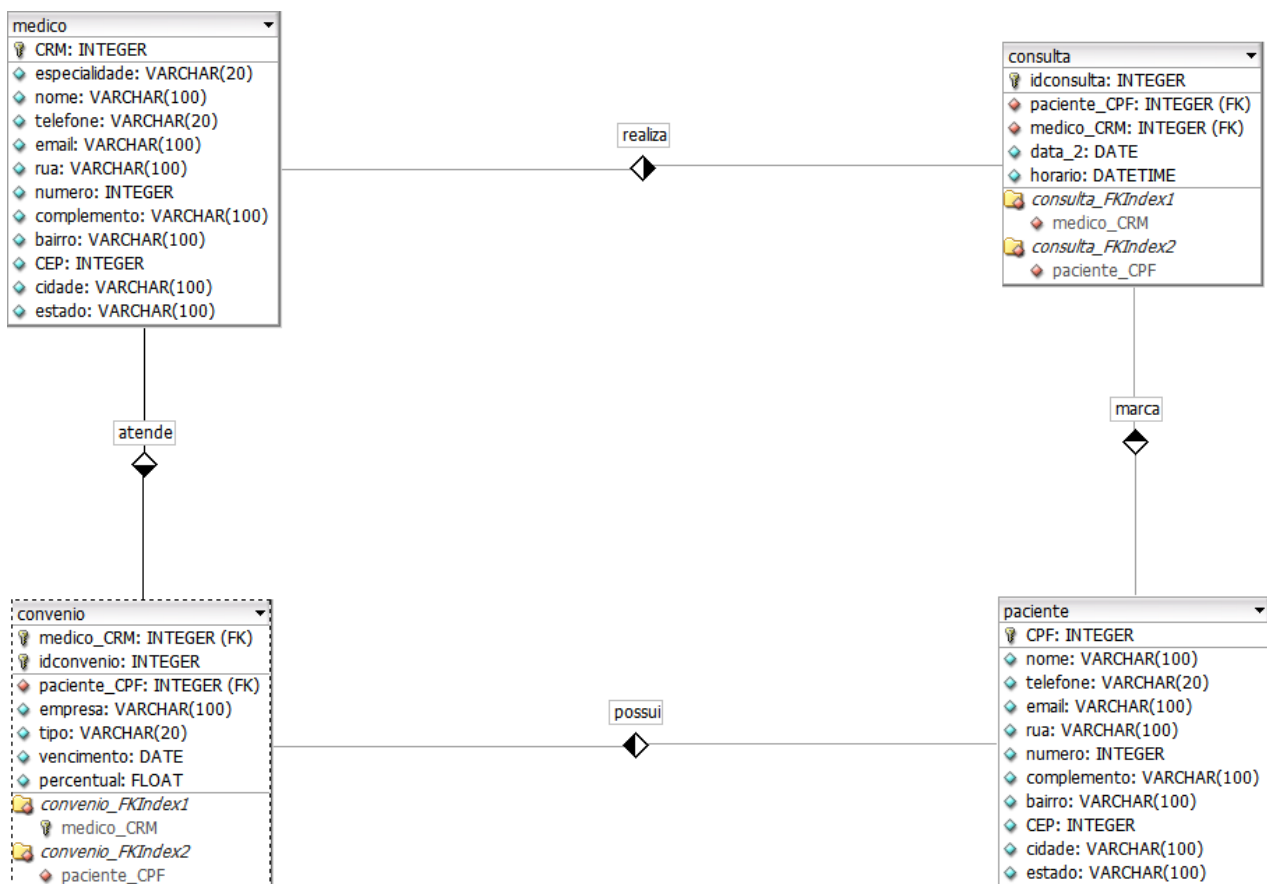 medico
CRM: INTEGER
especialidade: VARCHAR(20)
nome: VARCHAR(100)
telefone: VARCHAR(20)
email: VARCHAR(100)
rua: VARCHAR(100)
numero: INTEGER
complemento: VARCHAR(100)
bairro: VARCHAR(100)
CEP: INTEGER
cidade: VARCHAR(100)
estado: VARCHAR(100)
realiza
consulta
idconsulta: INTEGER
paciente_CPF: INTEGER (FK)
medico_CRM: INTEGER (FK)
data_2: DATE
horario: DATETIME
consulta_FKIndex1
medico_CRM
consulta_FKIndex2
paciente_CPF
atende
marca
convenio
medico_CRM: INTEGER (FK)
idconvenio: INTEGER
paciente_CPF: INTEGER (FK)
empresa: VARCHAR(100)
tipo: VARCHAR(20)
vencimento: DATE
percentual: FLOAT
convenio_FKIndex1
medico_CRM
convenio_FKIndex2
paciente_CPF
possui
paciente
CPF: INTEGER
nome: VARCHAR(100)
telefone: VARCHAR(20)
email: VARCHAR(100)
rua: VARCHAR(100)
numero: INTEGER
complemento: VARCHAR(100)
bairro: VARCHAR(100)
CEP: INTEGER
cidade: VARCHAR(100)
estado: VARCHAR(100)